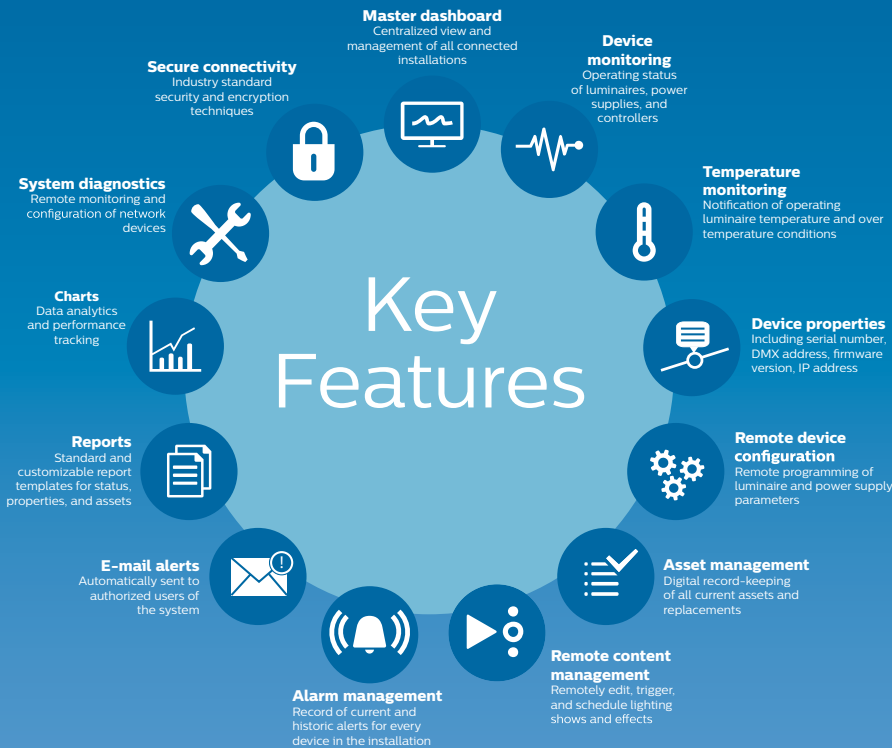 Master dashboard
Centralized view and
management of all connected
installations
Device
monitoring
Operating status
of luminaires, power
supplies, and
controllers
Temperature
monitoring
Notification of operating
luminaire temperature and over
temperature conditions
Device properties
Including serial number,
DMX address, firmware
version, IP address
Remote device
configuration
Remote programming of
luminaire and power supply
parameters
Asset management
Digital record-keeping
of all current assets and
replacements
Remote content
management
Remotely edit, trigger,
and schedule lighting
shows and effects
Alarm management
Record of current and
historic alerts for every
device in the installation
E-mail alerts
Automatically sent to
authorized users of
the system
Reports
Standard and
customizable report
templates for status,
properties, and assets
Charts
Data analytics
and performance
tracking
System diagnostics
Remote monitoring and
configuration of network
devices
Secure connectivity
Industry standard
security and encryption
techniques
Key
Features